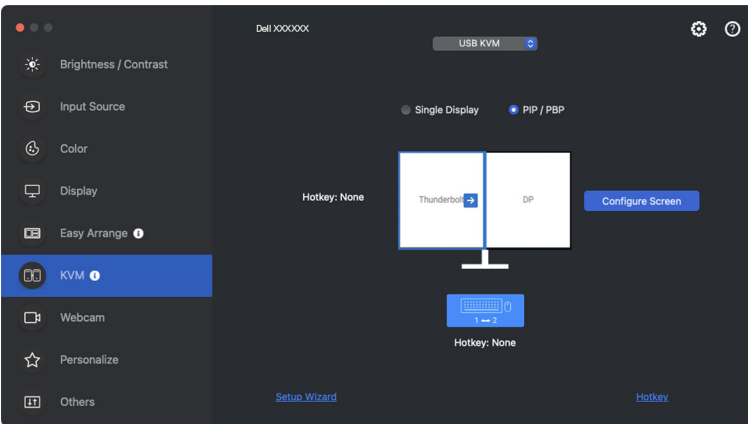 Dell XXXXXX
USB KVM
Brightness / Contrast
Input Source
Color
Display
Easy Arrange
KVM
Webcam
Personalize
Others
Single Display
PIP / PBP
Hotkey: None
Thunderbolt
DP
Configure Screen
1 ↔ 2
Hotkey: None
Setup Wizard
Hotkey